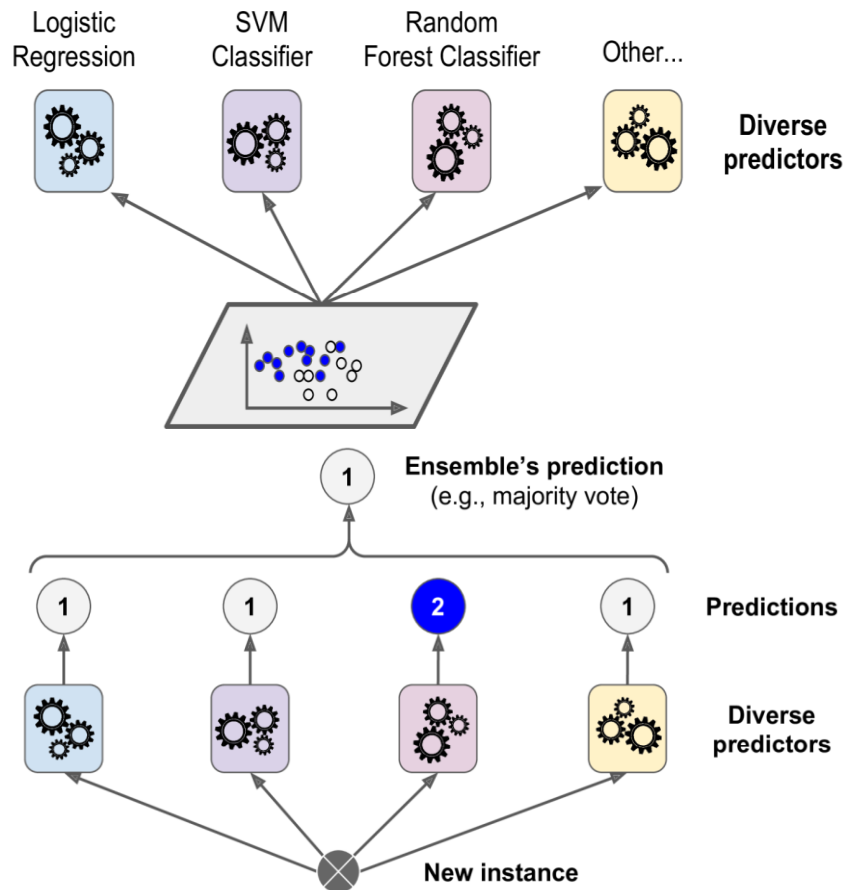 Logistic
Regression
SVM
Classifier
Random
Forest Classifier
Other...
Diverse
predictors
1
Ensemble’s prediction
(e.g., majority vote)
1
1
2
1
Predictions
Diverse
predictors
New instance